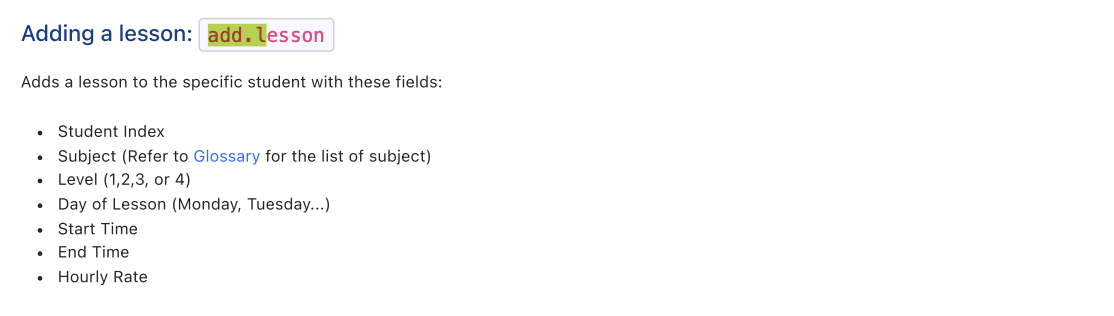 Adding a lesson: add.lesson
Adds a lesson to the specific student with these fields:
• Student Index
• Subject (Refer to Glossary for the list of subject)
• Level (1,2,3, or 4)
• Day of Lesson (Monday, Tuesday...)
• Start Time
• End Time
• Hourly Rate